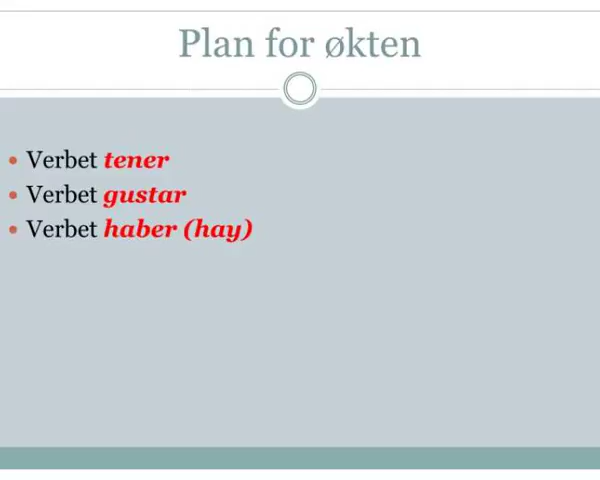 Plan for økten
• Verbet tener
• Verbet gustar
• Verbet haber (hay)